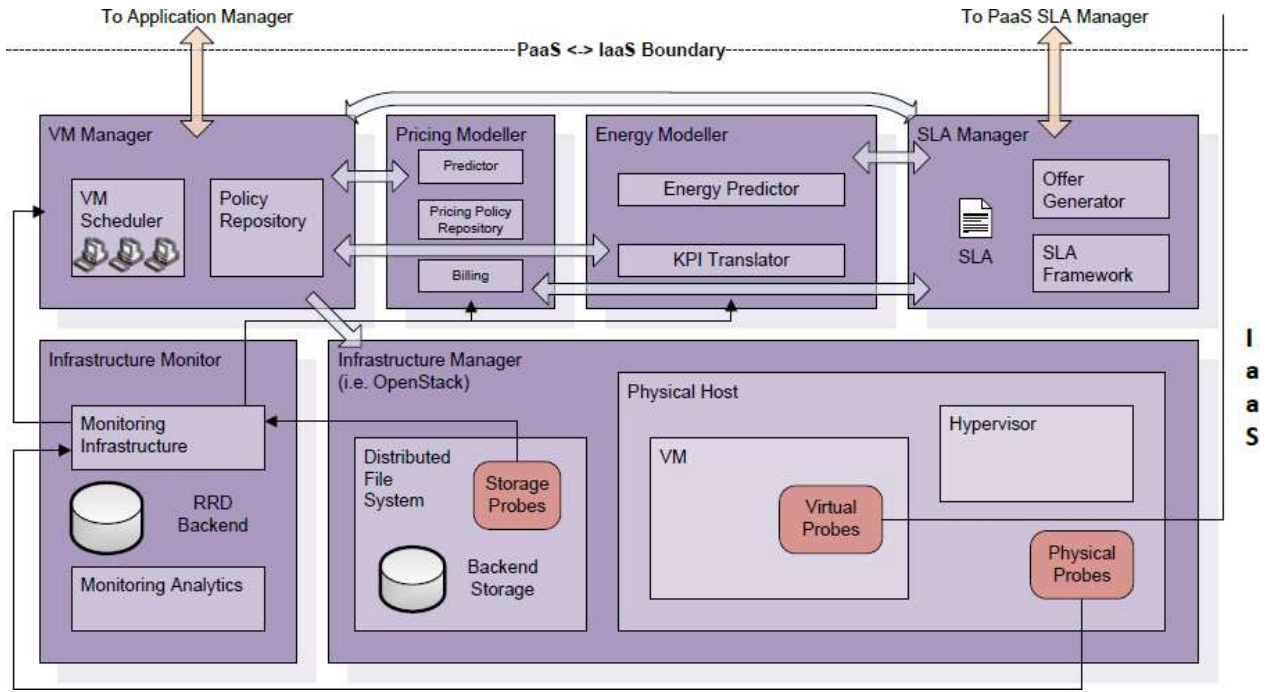 To Application Manager
To PaaS SLA Manager
PaaS <-> IaaS Boundary
VM Manager
VM
Scheduler
Policy
Repository
Pricing Modeller
Predictor
Pricing Policy
Repository
Billing
Energy Modeller
Energy Predictor
KPI Translator
SLA Manager
SLA
Offer
Generator
SLA
Framework
Infrastructure Monitor
Monitoring
Infrastructure
RRD
Backend
Monitoring Analytics
Infrastructure Manager
(i.e. OpenStack)
Distributed
File
System
Storage
Probes
Backend
Storage
Physical Host
VM
Virtual
Probes
Hypervisor
Physical
Probes
I
a
a
S